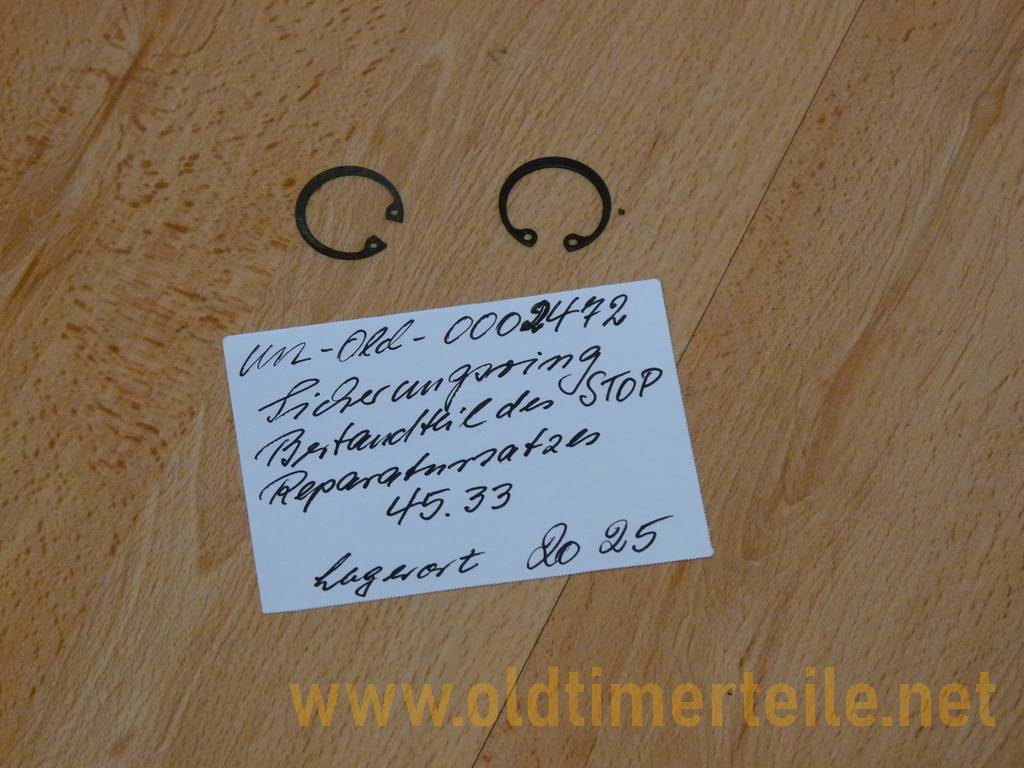 Un-Old-0002472
Sicherungsring
Bestandteil des STOP
Reparatursatzes
45.33
Lagerort 20 25
www.oldtimerteile.net